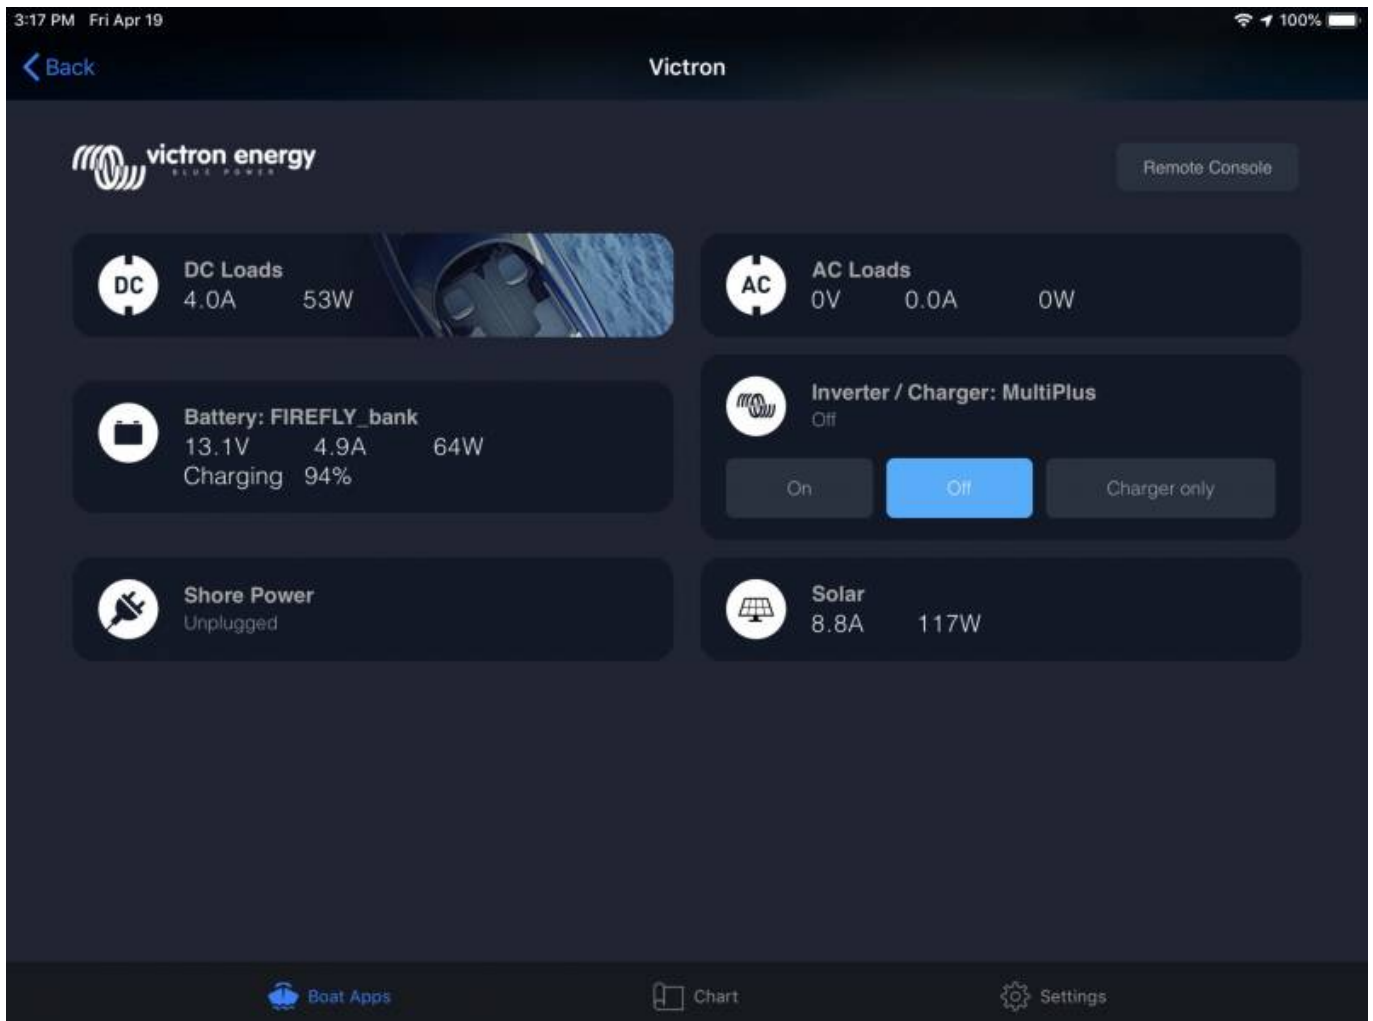 3:17 PM Fri Apr 19
100%
Back
Victron
victron energy
BLUE POWER
Remote Console
DC
DC Loads
4.0A 53W
AC
AC Loads
0V 0.0A 0W
Battery: FIREFLY_bank
13.1V 4.9A 64W
Charging 94%
Inverter / Charger: MultiPlus
Off
On Off Charger only
Shore Power
Unplugged
Solar
8.8A 117W
Boat Apps Chart Settings